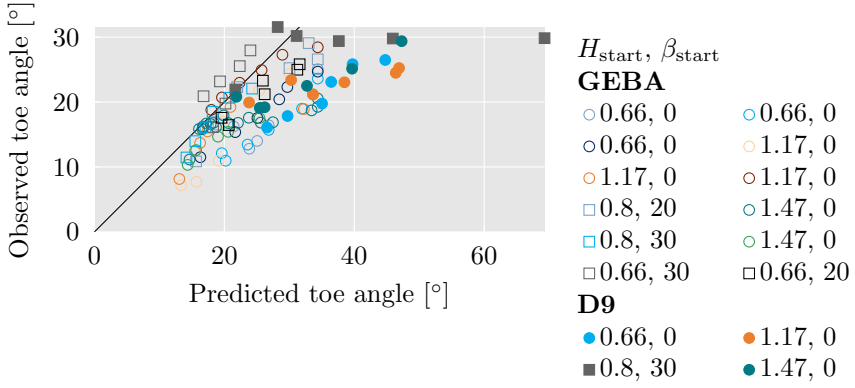 30
20
10
0
0
20
40
60
Observed toe angle [°]
Predicted toe angle [°]
H_start, β_start
GEBA
0.66, 0 0.66, 0
0.66, 0 1.17, 0
1.17, 0 1.17, 0
0.8, 20 1.47, 0
0.8, 30 1.47, 0
0.66, 30 0.66, 20
D9
0.66, 0 1.17, 0
0.8, 30 1.47, 0